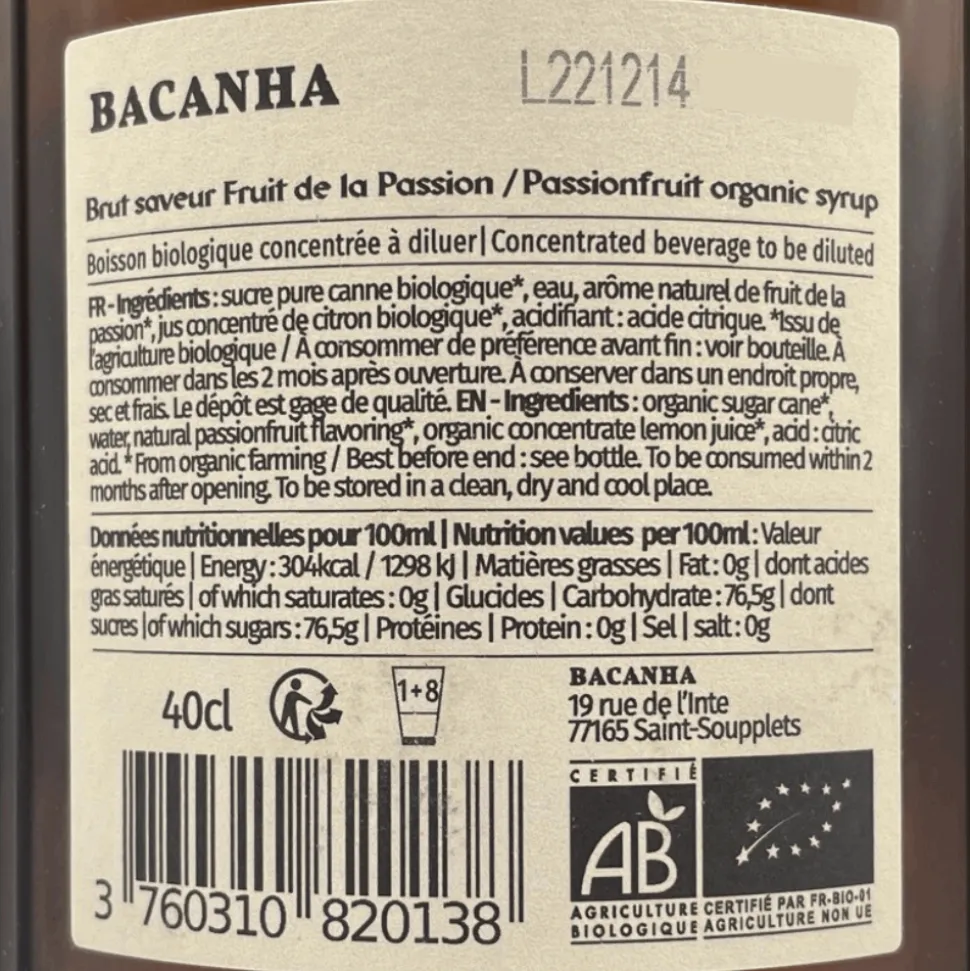 BACANHA
L221214
Brut saveur Fruit de la Passion / Passionfruit organic syrup
Boisson biologique concentrée à diluer| Concentrated beverage to be diluted
FR - Ingrédients : sucre pure canne biologique*, eau, arôme naturel de fruit de la
passion*, jus concentré de citron biologique*, acidifiant : acide citrique. *Issu de
l'agriculture biologique / À consommer de préférence avant fin : voir bouteille. À
consommer dans les 2 mois après ouverture. À conserver dans un endroit propre,
sec et frais. Le dépôt est gage de qualité. EN - Ingredients : organic sugar cane*,
water, natural passionfruit flavoring*, organic concentrate lemon juice*, acid : citric
acid. * From organic farming / Best before end : see bottle. To be consumed within 2
months after opening. To be stored in a clean, dry and cool place.
Données nutritionnelles pour 100ml | Nutrition values per 100ml : Valeur
énergétique | Energy : 304kcal / 1298 kJ | Matières grasses | Fat : 0g | dont acides
gras saturés | of which saturates : 0g | Glucides | Carbohydrate : 76,5g | dont
sucres |of which sugars : 76,5g | Protéines | Protein : 0g | Sel | salt : 0g
40cl
1+8
BACANHA
19 rue de l'Inte
77165 Saint-Soupplets
3 760310 820138
CERTIFIÉ
AB
AGRICULTURE
BIOLOGIQUE
CERTIFIÉ PAR FR-BIO-01
AGRICULTURE NON UE